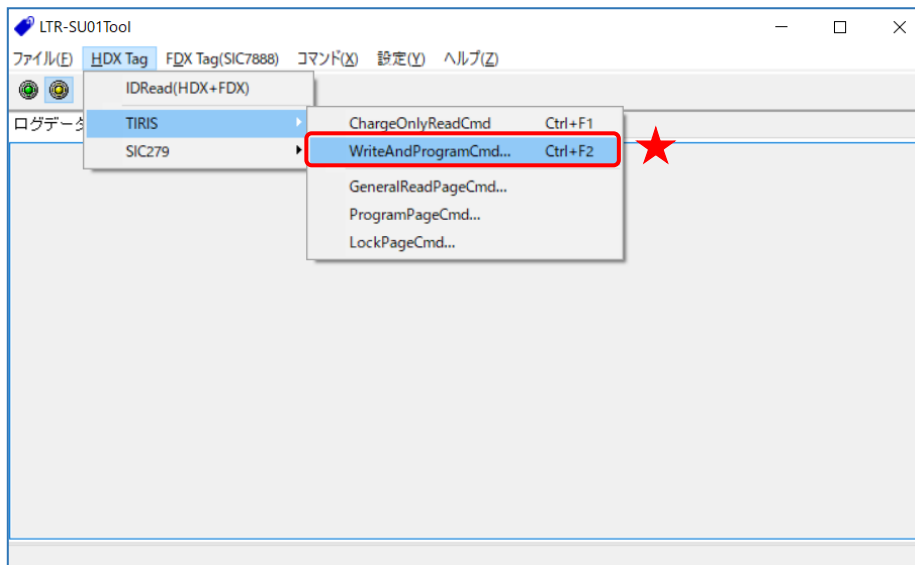 LTR-SU01Tool
ファイル(F) HDX Tag FDX Tag(SIC7888) コマンド(X) 設定(Y) ヘルプ(Z)
IDRead(HDX+FDX)
ログデータ
TIRIS
SIC279
ChargeOnlyReadCmd Ctrl+F1
WriteAndProgramCmd... Ctrl+F2
GeneralReadPageCmd...
ProgramPageCmd...
LockPageCmd...